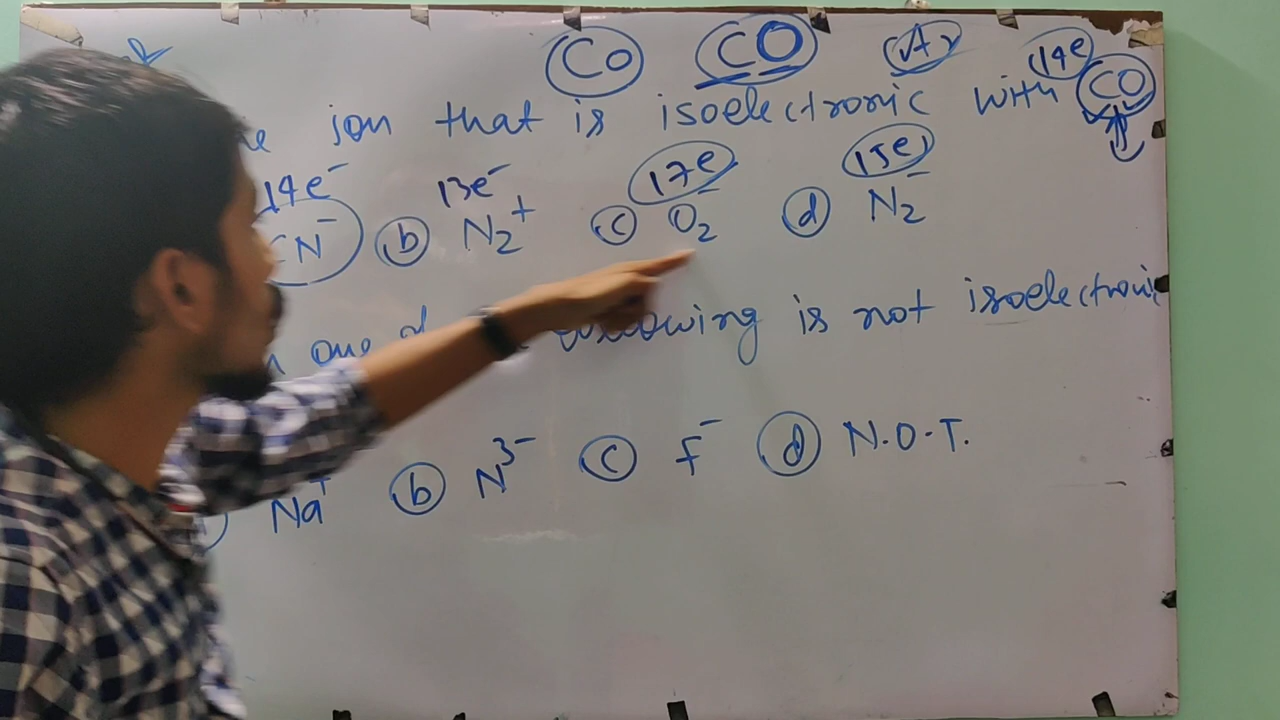 Co CO (A)
14e
ion that is isoelectronic with CO
14e⁻ 13e⁻ 17e 15e
CN⁻ (b) N₂⁺ (c) O₂⁻ (d) N₂⁻
one following is not isoelectronic
Na⁺ (b) N³⁻ (c) F⁻ (d) N.O.T.